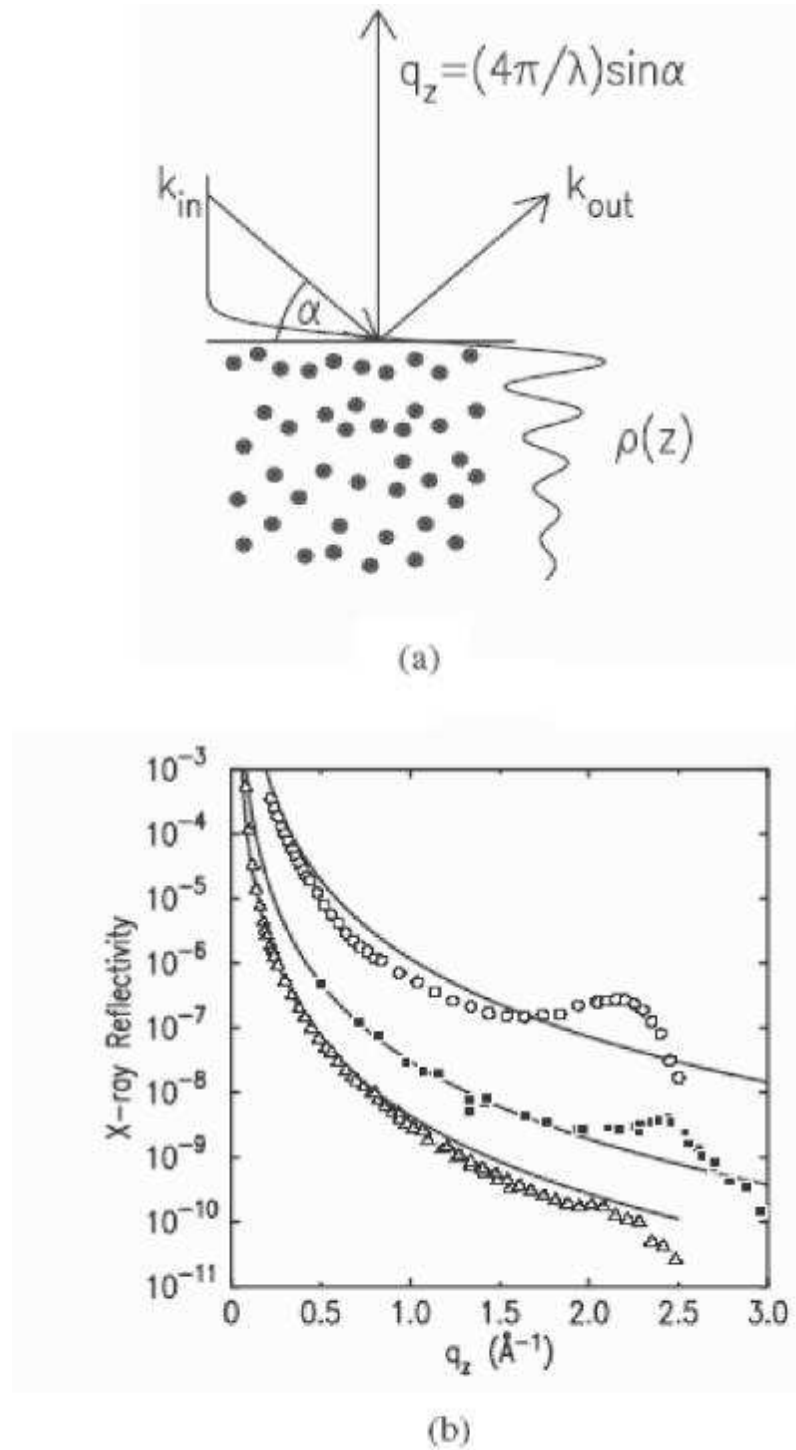 q_z=(4π/λ)sinα
k_in
k_out
α
ρ(z)
(a)
X-ray Reflectivity
10⁻³
10⁻⁴
10⁻⁵
10⁻⁶
10⁻⁷
10⁻⁸
10⁻⁹
10⁻¹⁰
10⁻¹¹
0 0.5 1.0 1.5 2.0 2.5 3.0
q_z (Å⁻¹)
(b)